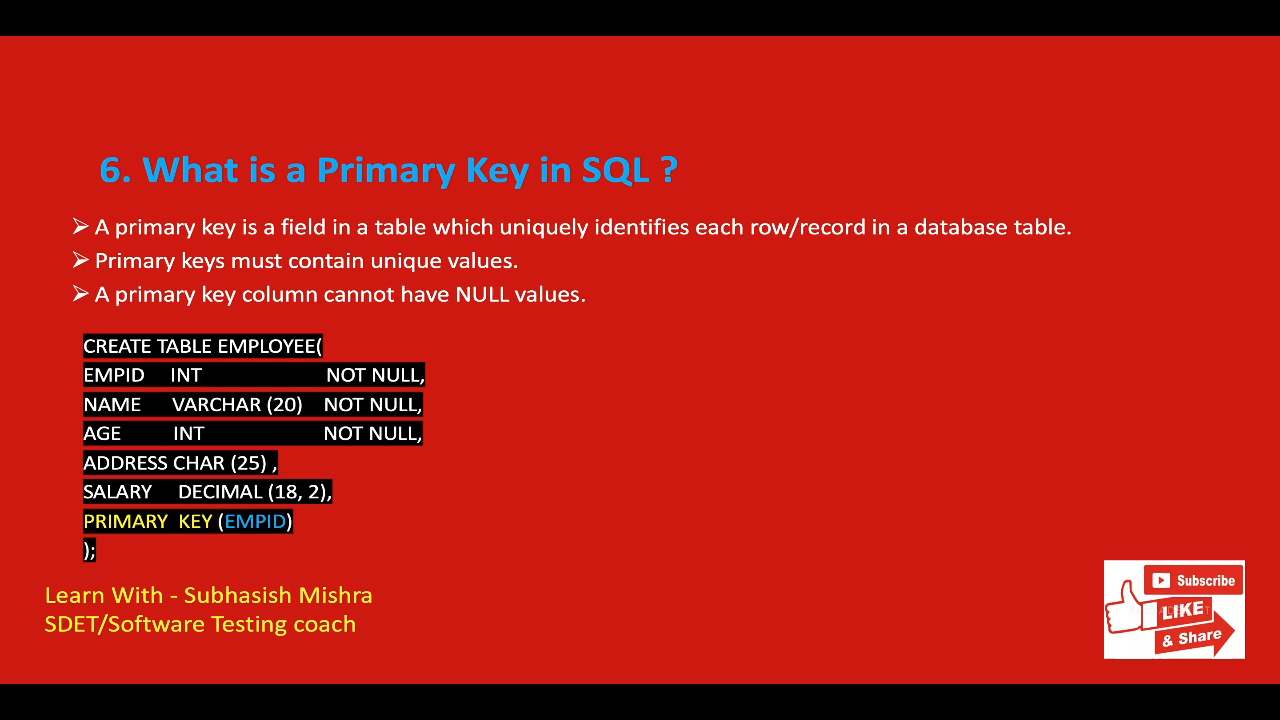 6. What is a Primary Key in SQL ?
➢ A primary key is a field in a table which uniquely identifies each row/record in a database table.
➢ Primary keys must contain unique values.
➢ A primary key column cannot have NULL values.
CREATE TABLE EMPLOYEE(
EMPID INT NOT NULL,
NAME VARCHAR (20) NOT NULL,
AGE INT NOT NULL,
ADDRESS CHAR (25) ,
SALARY DECIMAL (18, 2),
PRIMARY KEY (EMPID)
);
Learn With - Subhasish Mishra
SDET/Software Testing coach
Subscribe
LIKE
& Share